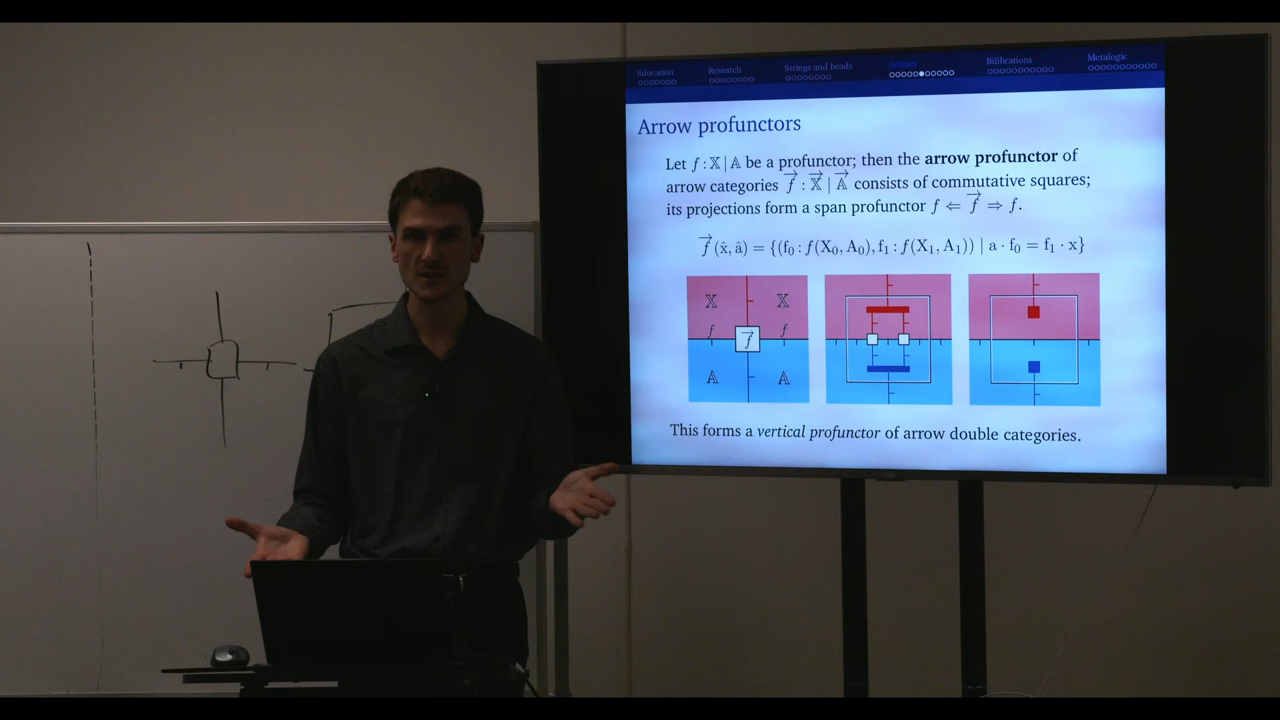 Education Research Strings and beads Actions Bifibrations Metalogic
Arrow profunctors
Let f : 𝕏 | 𝔸 be a profunctor; then the arrow profunctor of
arrow categories f⃗ : 𝕏⃗ | 𝔸⃗ consists of commutative squares;
its projections form a span profunctor f ⇐ f⃗ ⇒ f.
f⃗(x̂, â) = {(f₀ : f(X₀, A₀), f₁ : f(X₁, A₁)) | a · f₀ = f₁ · x}
𝕏 𝕏
f f⃗ f
𝔸 𝔸
This forms a vertical profunctor of arrow double categories.